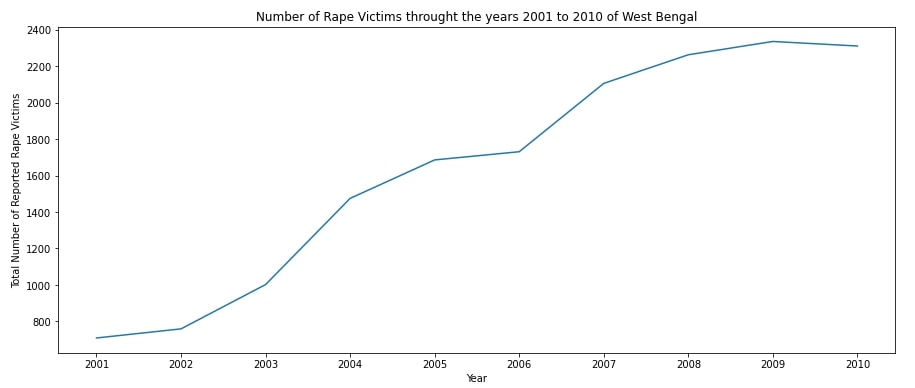 Number of Rape Victims throught the years 2001 to 2010 of West Bengal
Total Number of Reported Rape Victims
2400
2200
2000
1800
1600
1400
1200
1000
800
2001 2002 2003 2004 2005 2006 2007 2008 2009 2010
Year